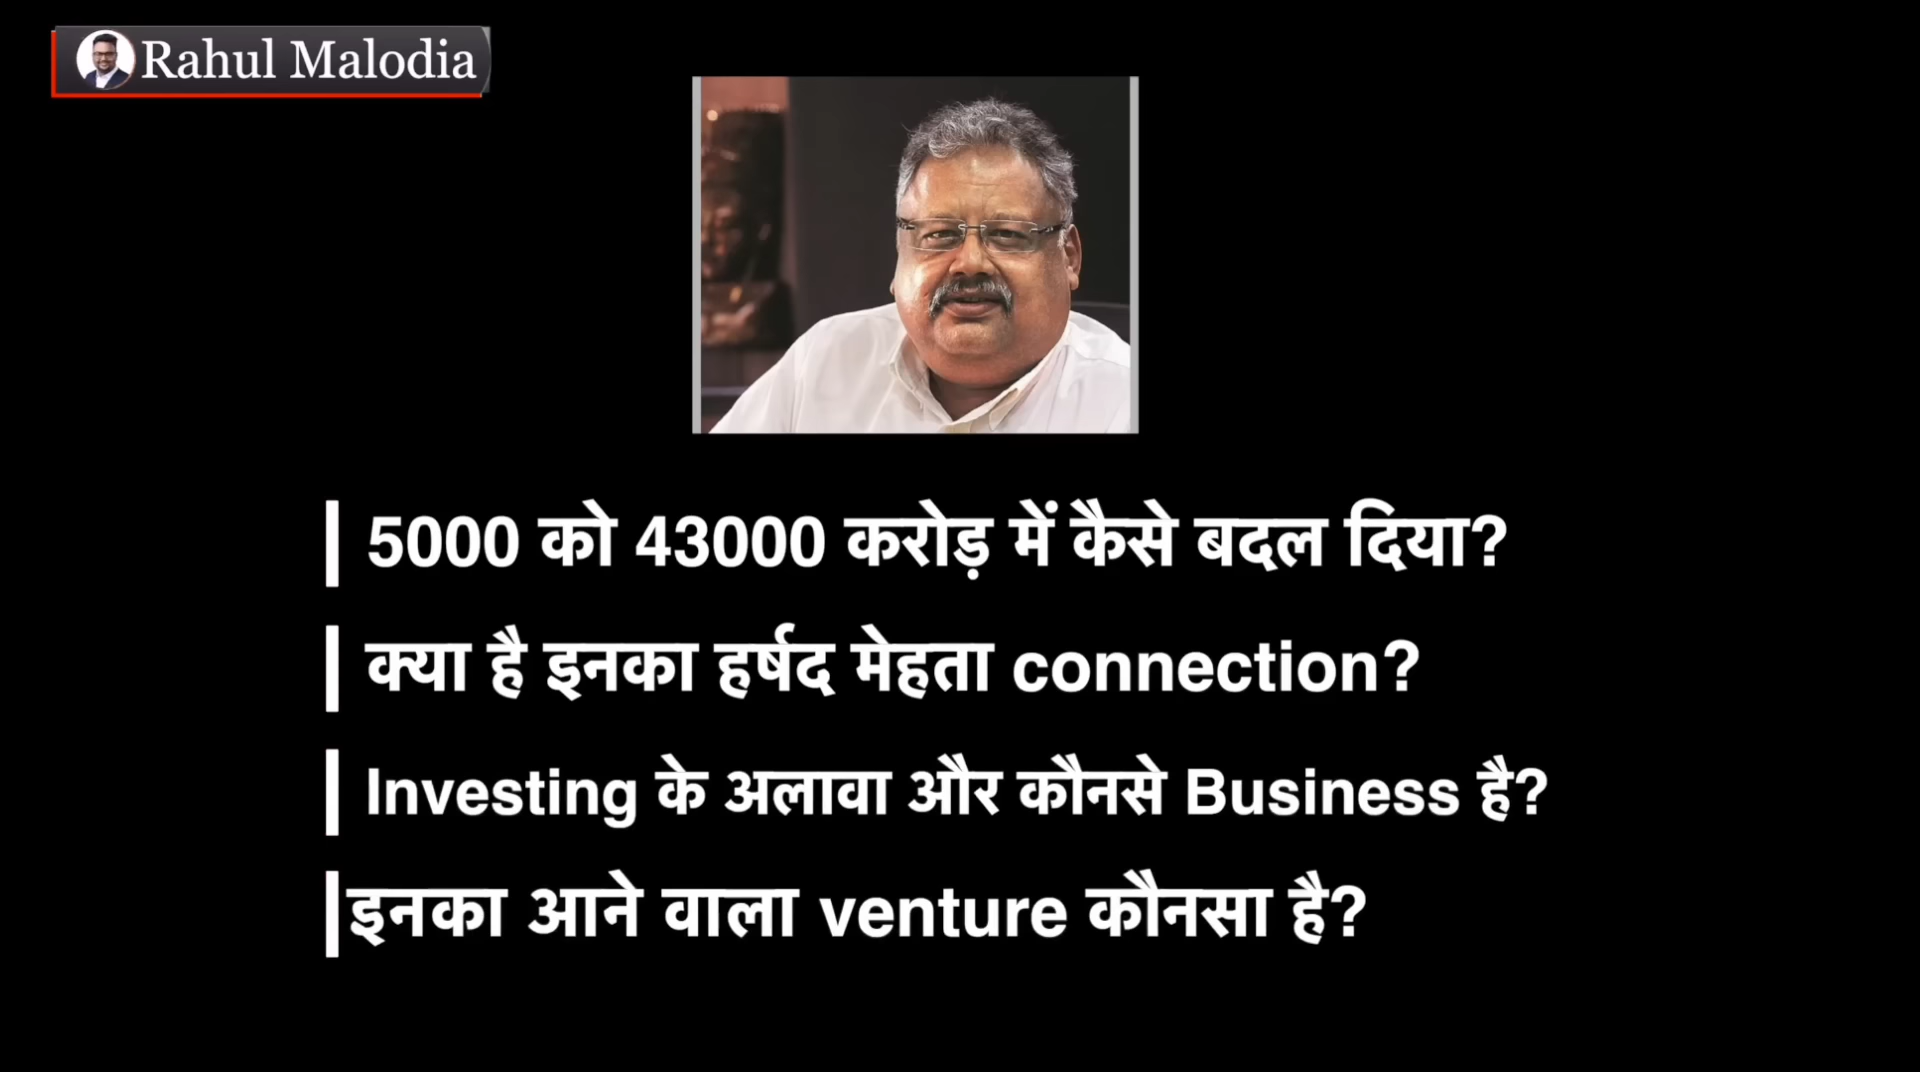 Rahul Malodia
5000 को 43000 करोड़ में कैसे बदल दिया?
क्या है इनका हर्षद मेहता connection?
Investing के अलावा और कौनसे Business है?
इनका आने वाला venture कौनसा है?